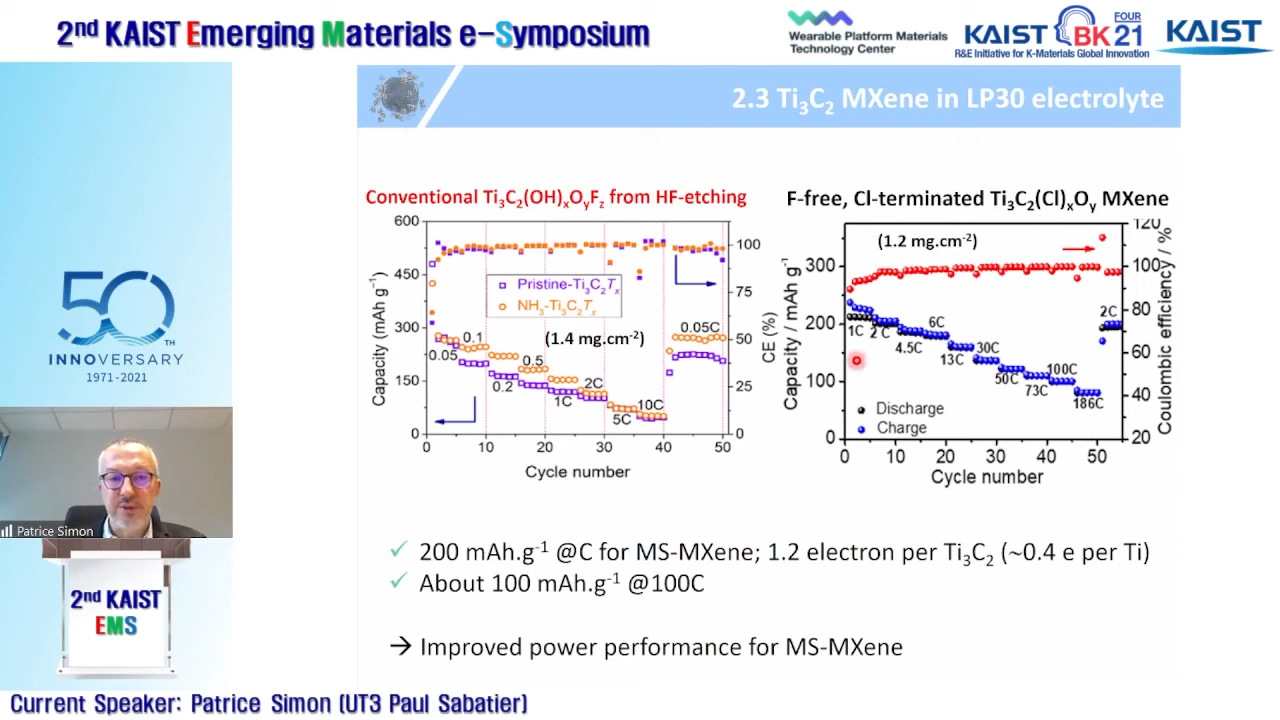 2nd KAIST Emerging Materials e-Symposium
Wearable Platform Materials
Technology Center
KAIST BK 21 FOUR
R&E Initiative for K-Materials Global Innovation
KAIST
2.3 Ti3C2 MXene in LP30 electrolyte
Conventional Ti3C2(OH)xOyFz from HF-etching
600
450
300
150
0
Capacity (mAh g⁻¹)
100
75
50
25
0
CE (%)
Pristine-Ti3C2Tx
NH3-Ti3C2Tx
(1.4 mg.cm⁻²)
0.05
0.1
0.2
0.5
1C
2C
5C
10C
0.05C
0 10 20 30 40 50
Cycle number
F-free, Cl-terminated Ti3C2(Cl)xOy MXene
(1.2 mg.cm⁻²)
300
200
100
0
Capacity / mAh g⁻¹
120
100
80
60
40
20
Coulombic efficiency / %
1C
2 C
4.5C
6C
13C
30C
50C
73C
100C
186C
2C
Discharge
Charge
0 10 20 30 40 50
Cycle number
✓ 200 mAh.g⁻¹ @C for MS-MXene; 1.2 electron per Ti3C2 (~0.4 e per Ti)
✓ About 100 mAh.g⁻¹ @100C
→ Improved power performance for MS-MXene
50TH
INNOVERSARY
1971-2021
Patrice Simon
2nd KAIST
EMS
Current Speaker: Patrice Simon (UT3 Paul Sabatier)